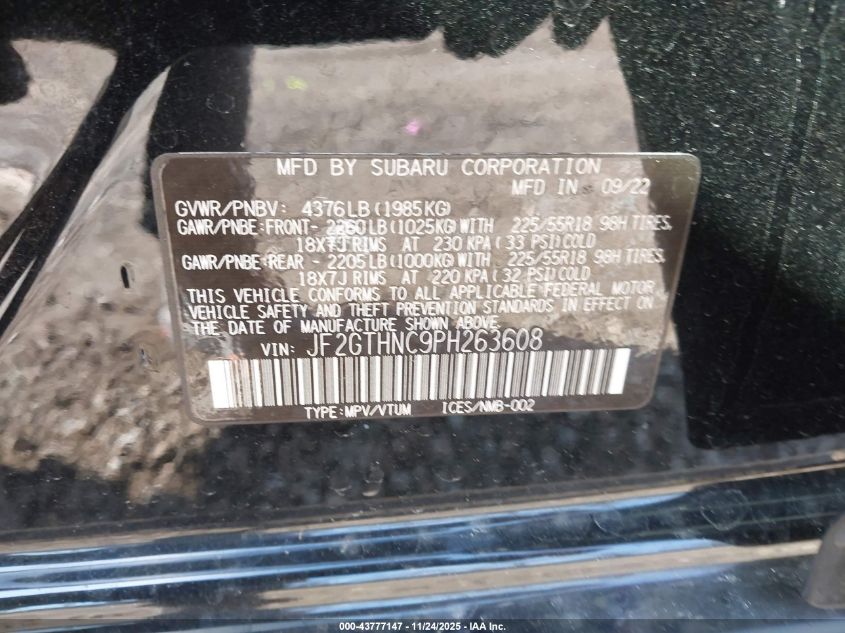 MFD BY SUBARU CORPORATION
MFD IN 09/22
GVWR/PNBV: 4376LB(1985KG)
GAWR/PNBE:FRONT- 2260LB(1025KG)WITH 225/55R18 98H TIRES,
18X7J RIMS AT 230 KPA(33 PSI)COLD
GAWR/PNBE:REAR - 2205LB(1000KG)WITH 225/55R18 98H TIRES,
18X7J RIMS AT 220 KPA(32 PSI)COLD
THIS VEHICLE CONFORMS TO ALL APPLICABLE FEDERAL MOTOR
VEHICLE SAFETY AND THEFT PREVENTION STANDARDS IN EFFECT ON
THE DATE OF MANUFACTURE SHOWN ABOVE.
VIN: JF2GTHNC9PH263608
TYPE:MPV/VTUM ICES/NMB-002
000-43777147 - 11/24/2025 - IAA Inc.